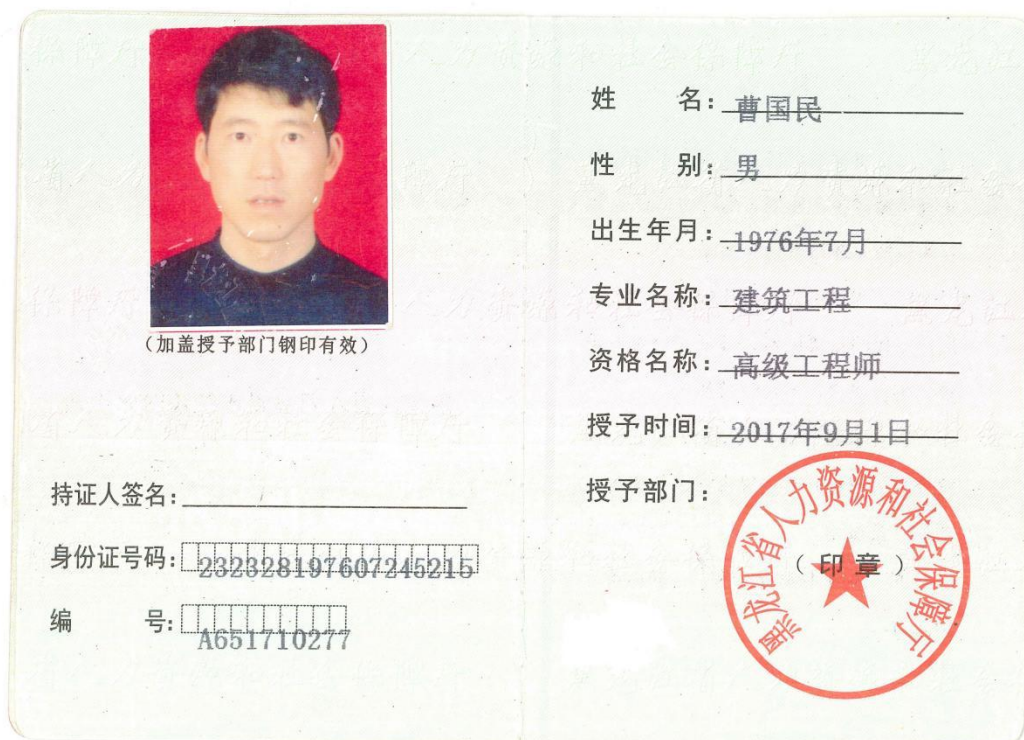 （加盖授予部门钢印有效）
持证人签名：
身份证号码：232328197607245215
编 号：A651710277
姓 名：曹国民
性 别：男
出生年月：1976年7月
专业名称：建筑工程
资格名称：高级工程师
授予时间：2017年9月1日
授予部门：
黑龙江省人力资源和社会保障厅
（印章）